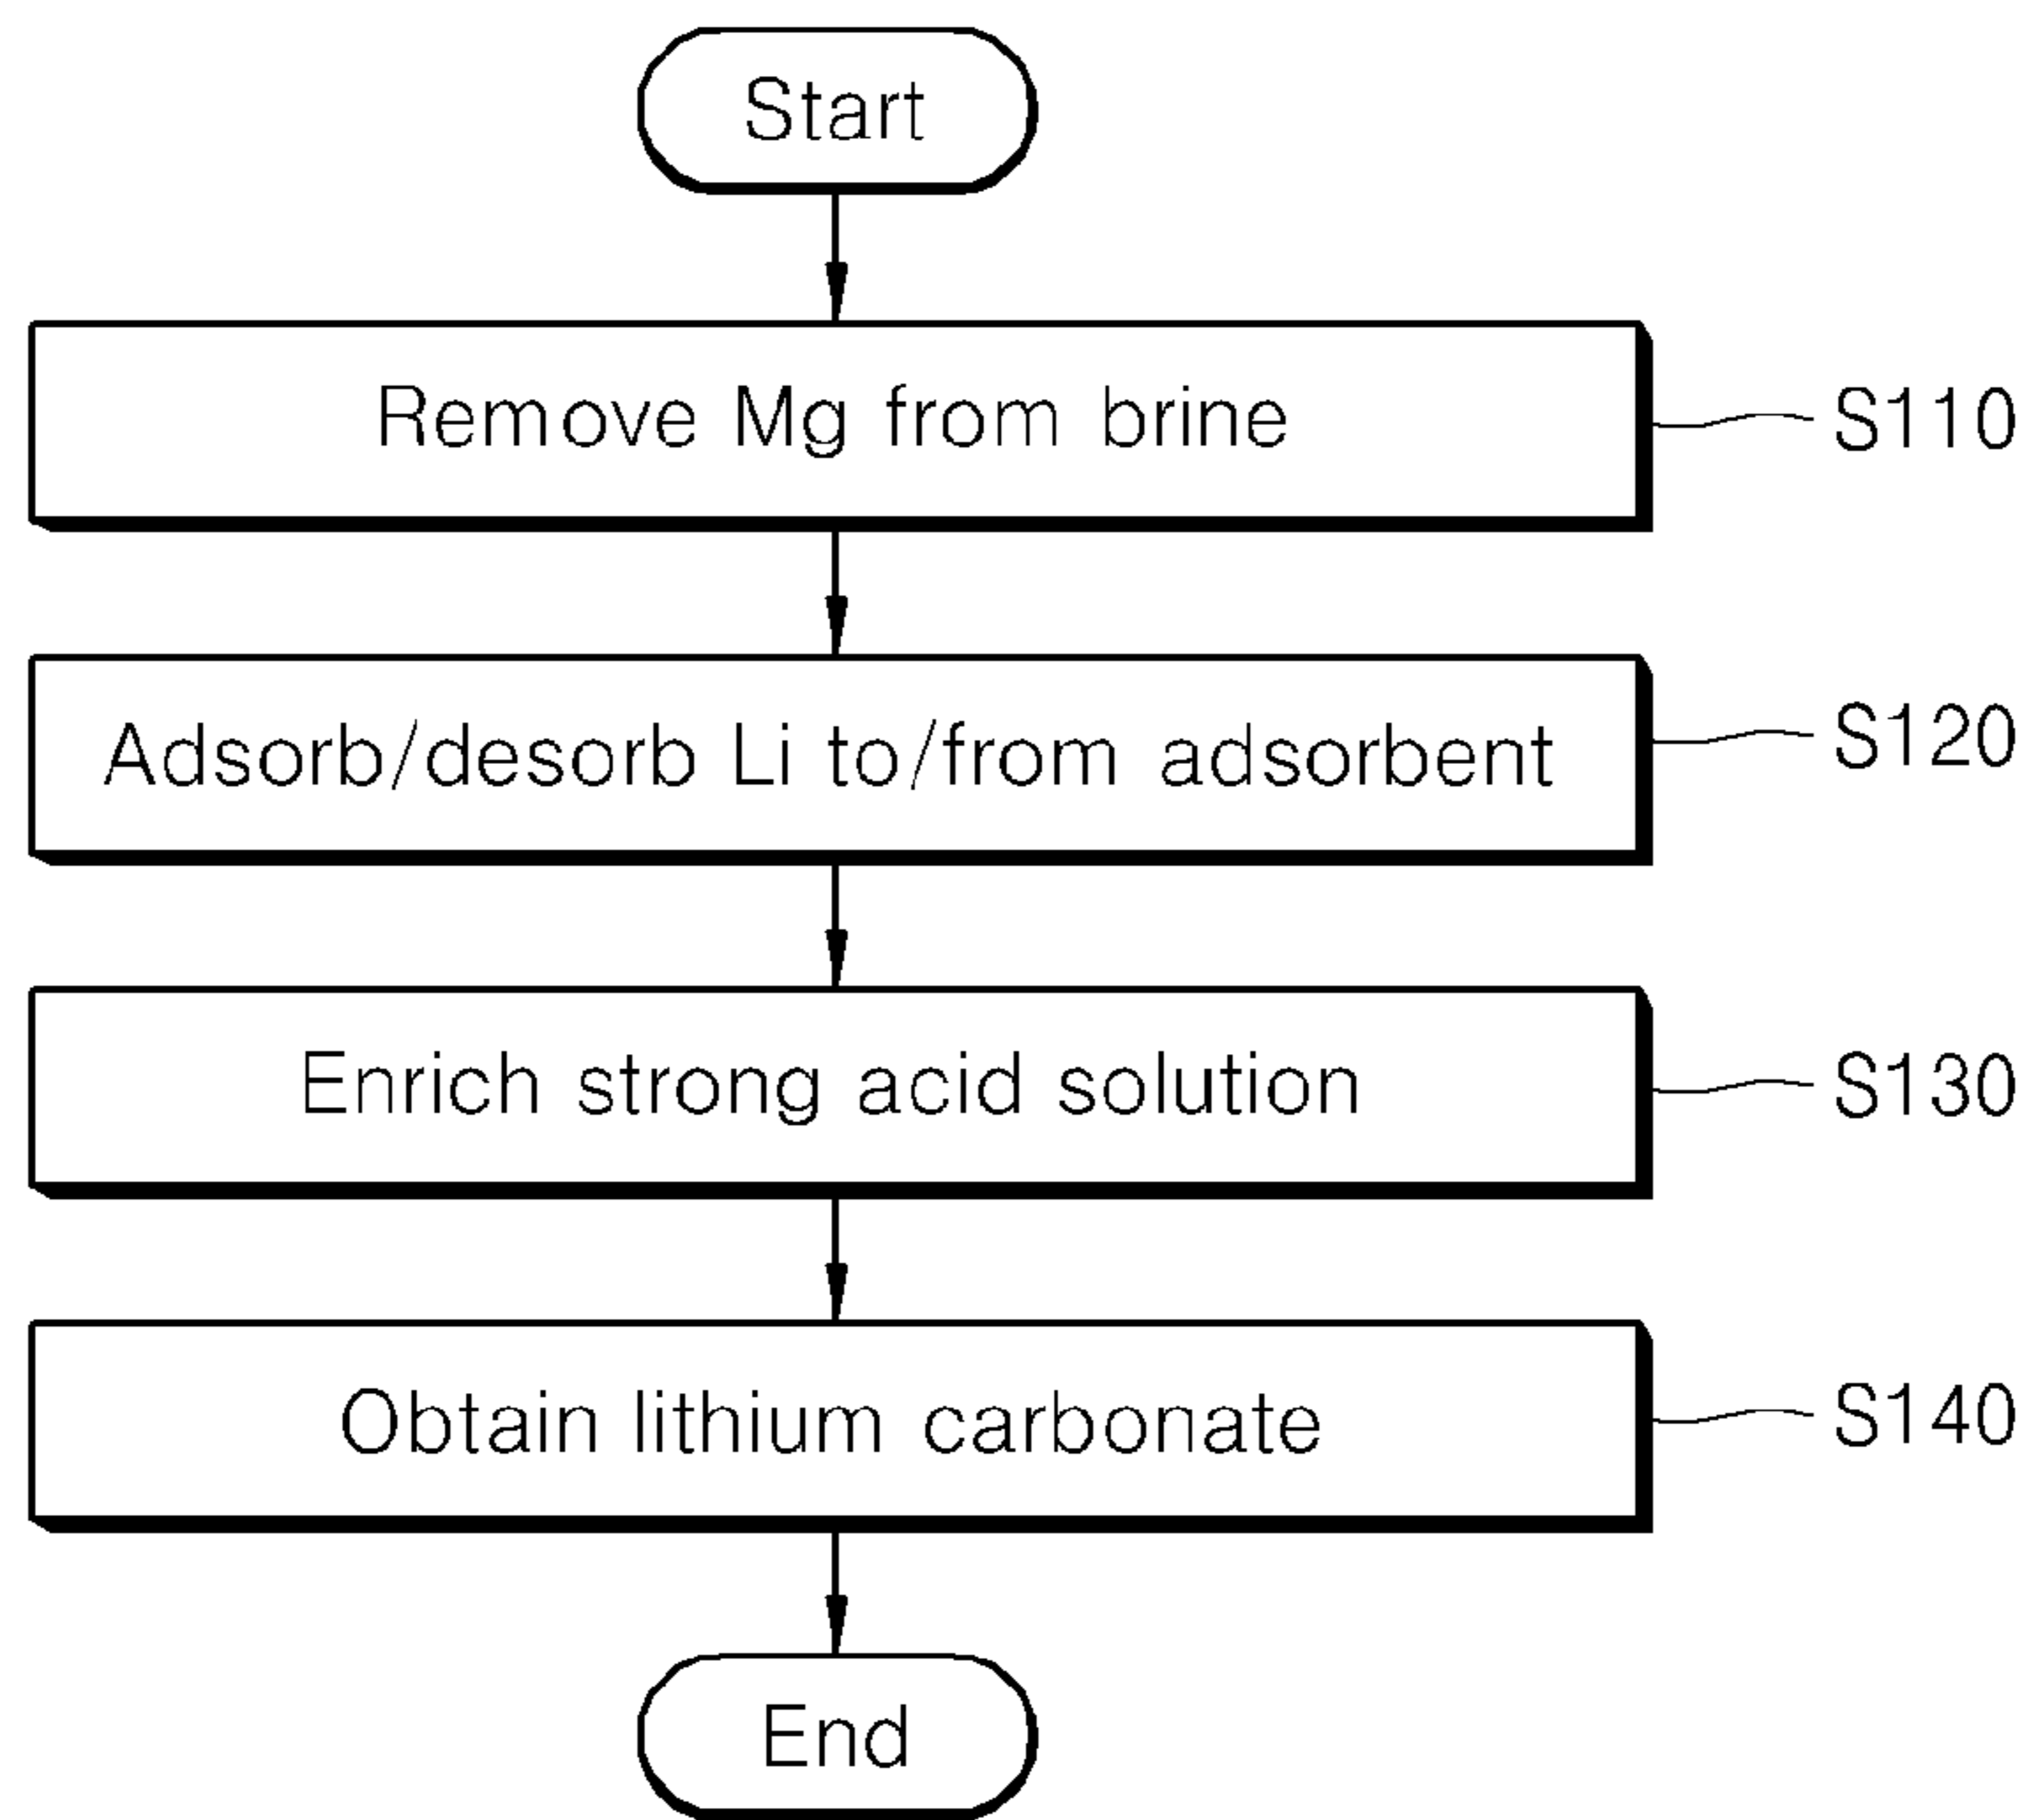 Start
Remove Mg from brine
S110
Adsorb/desorb Li to/from adsorbent
S120
Enrich strong acid solution
S130
Obtain lithium carbonate
S140
End